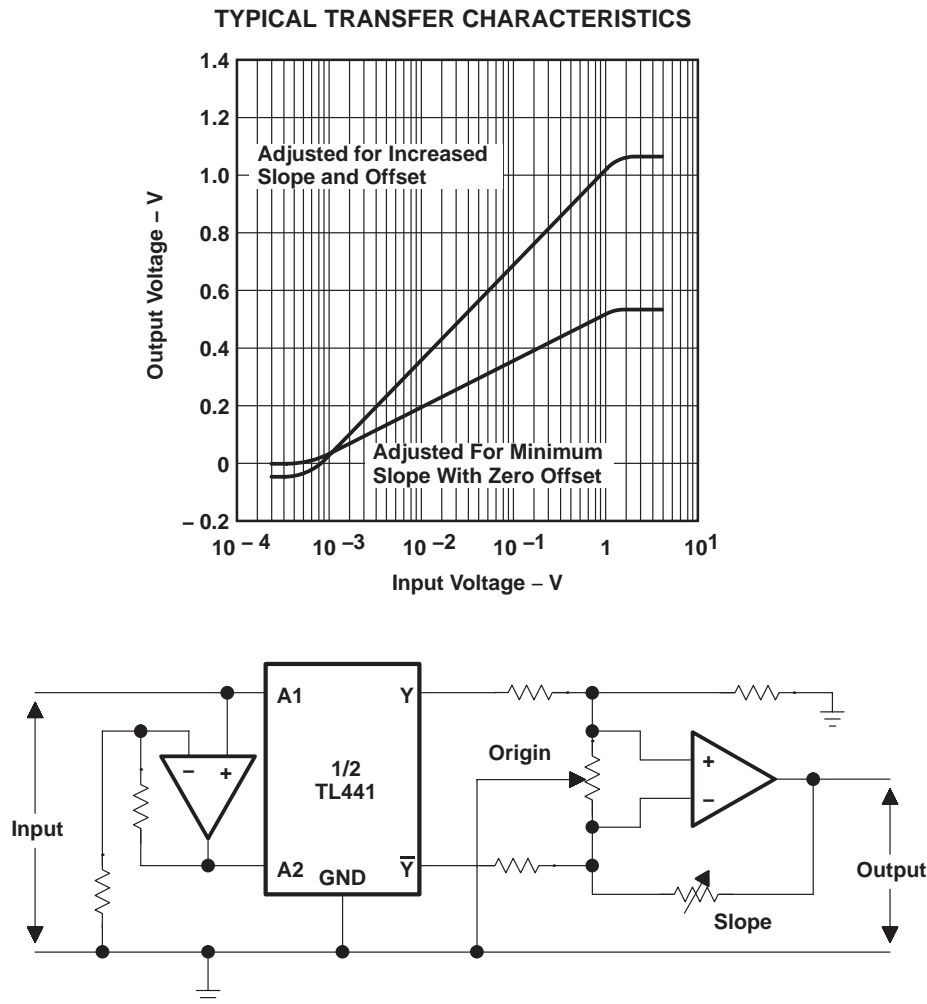 TYPICAL TRANSFER CHARACTERISTICS
1.4
1.2
Adjusted for Increased
Slope and Offset
1.0
0.8
Output Voltage – V
0.6
0.4
0.2
Adjusted For Minimum
Slope With Zero Offset
0
– 0.2
10 – 4
10 –3
10 –2
10 –1
1
10 1
Input Voltage – V
A1
Y
Origin
– +
1/2
TL441
+
–
Input
A2
GND
Y̅
Output
Slope